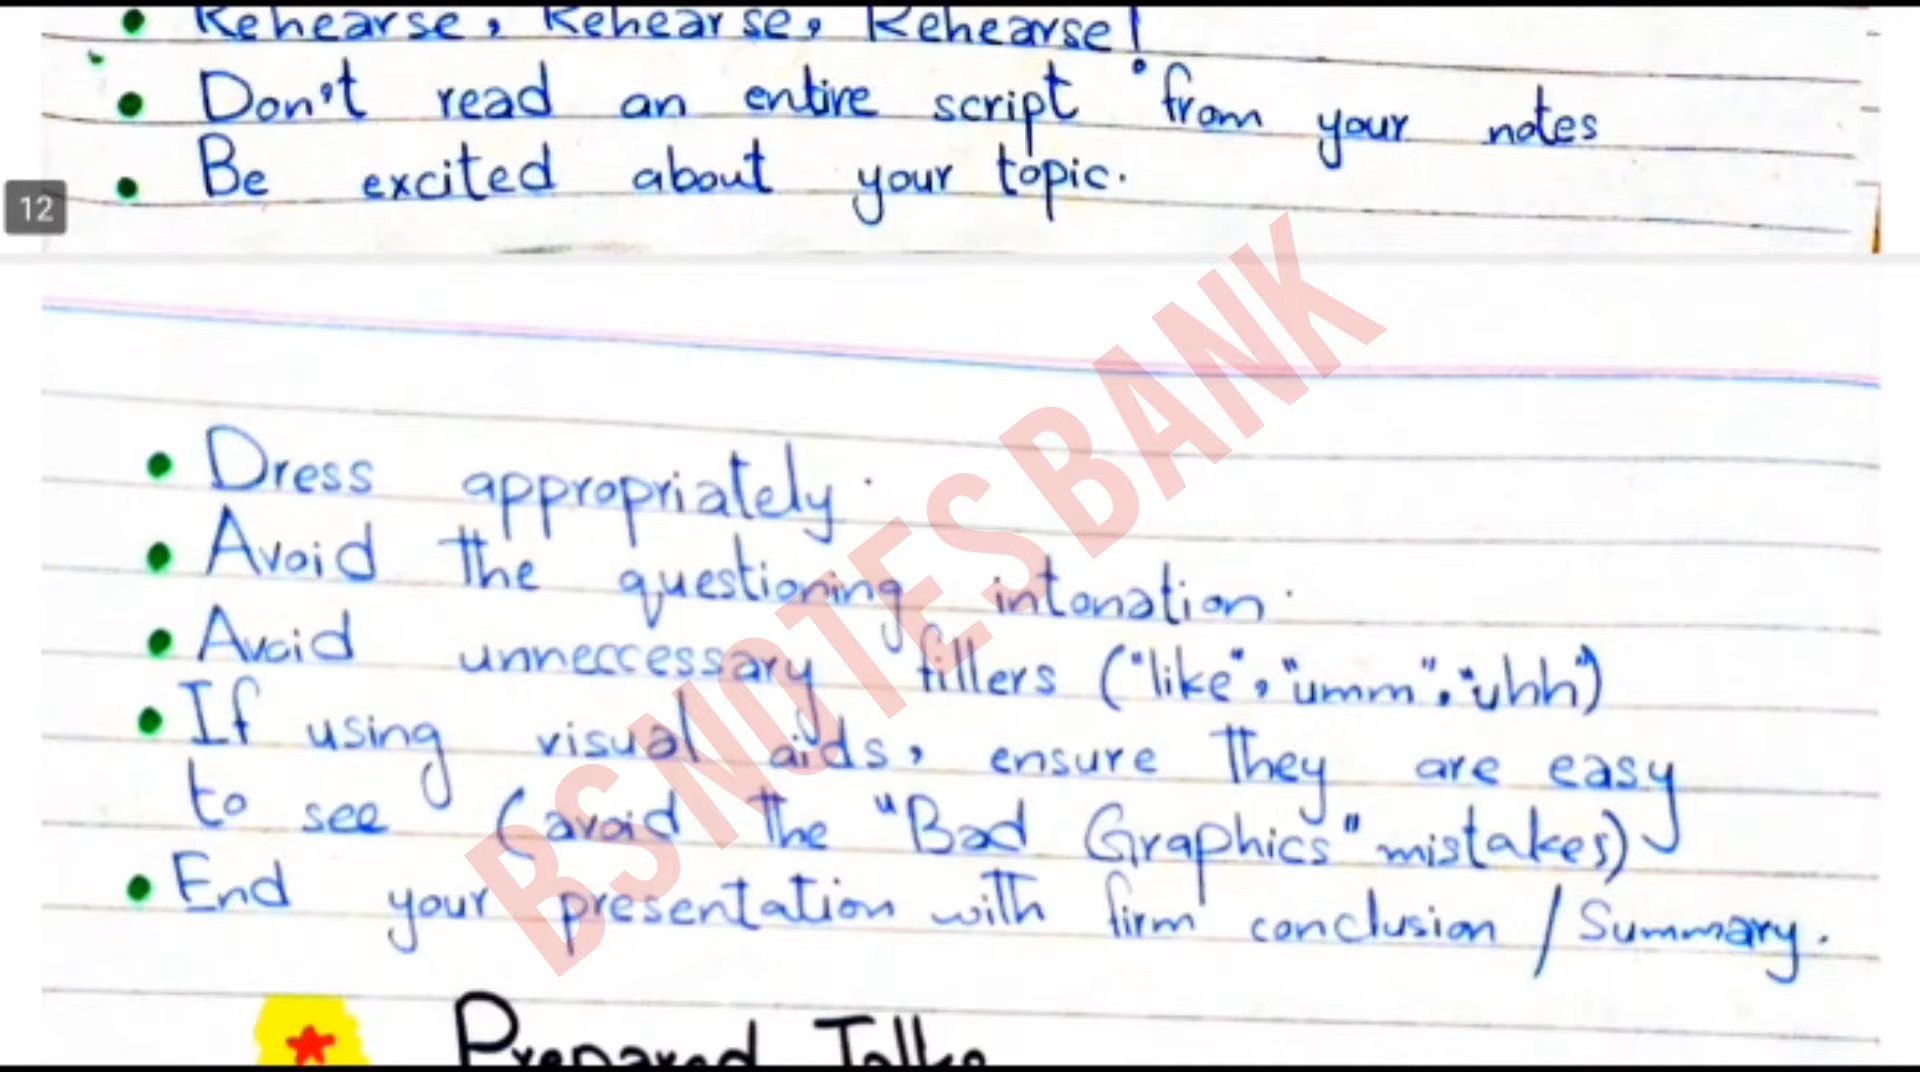 • Rehearse, Rehearse, Rehearse!
• Don't read an entire script from your notes
• Be excited about your topic.
12
• Dress appropriately.
• Avoid the questioning intonation.
• Avoid unneccessary fillers ("like", "umm", "uhh")
• If using visual aids, ensure they are easy
to see (avoid the "Bad Graphics" mistakes)
• End your presentation with firm conclusion / Summary.
Prepared Talks
BSNOTES BANK